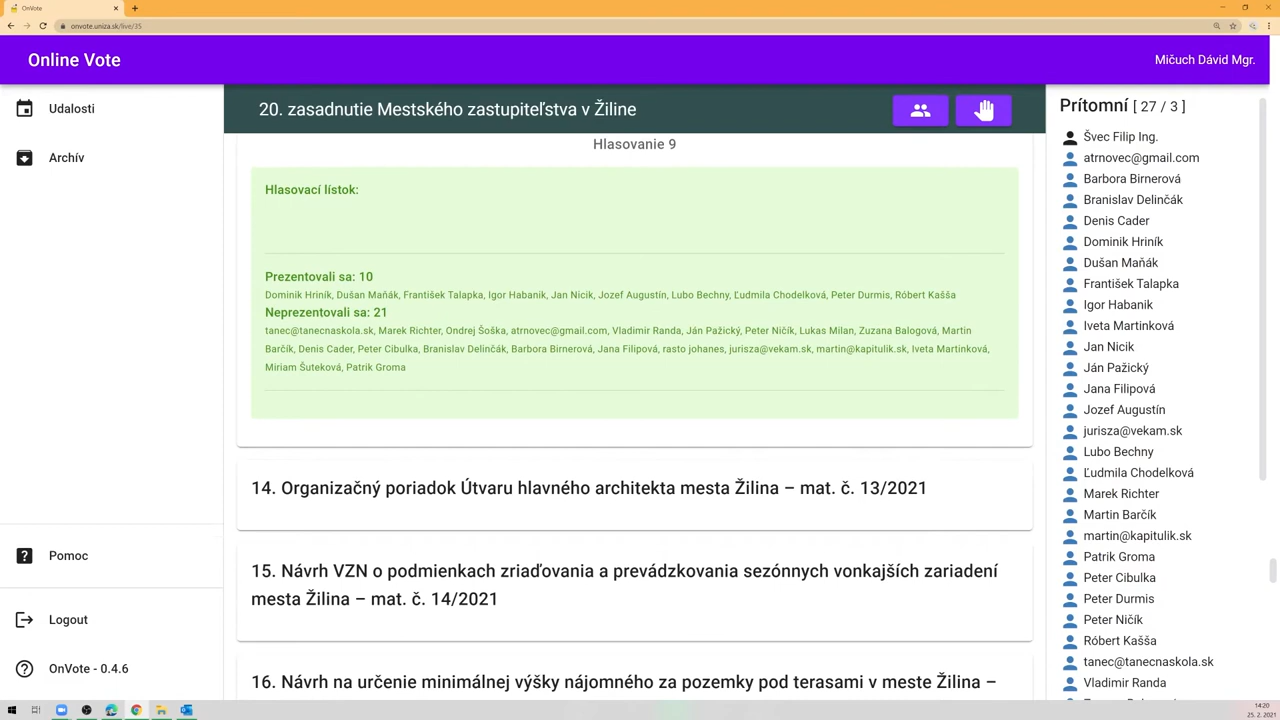 OnVote
onvote.uniza.sk/live/35
Online Vote
Mičuch Dávid Mgr.
Udalosti
Archív
Pomoc
Logout
OnVote - 0.4.6
20. zasadnutie Mestského zastupiteľstva v Žiline
Hlasovanie 9
Hlasovací lístok:
Prezentovali sa: 10
Dominik Hriník, Dušan Maňák, František Talapka, Igor Habanik, Jan Nicik, Jozef Augustín, Lubo Bechny, Ľudmila Chodelková, Peter Durmis, Róbert Kašša
Neprezentovali sa: 21
tanec@tanecnaskola.sk, Marek Richter, Ondrej Šoška, atrnovec@gmail.com, Vladimir Randa, Ján Pažický, Peter Ničík, Lukas Milan, Zuzana Balogová, Martin
Barčík, Denis Cader, Peter Cibulka, Branislav Delinčák, Barbora Birnerová, Jana Filipová, rasto johanes, jurisza@vekam.sk, martin@kapitulik.sk, Iveta Martinková,
Miriam Šuteková, Patrik Groma
14. Organizačný poriadok Útvaru hlavného architekta mesta Žilina – mat. č. 13/2021
15. Návrh VZN o podmienkach zriaďovania a prevádzkovania sezónnych vonkajších zariadení
mesta Žilina – mat. č. 14/2021
16. Návrh na určenie minimálnej výšky nájomného za pozemky pod terasami v meste Žilina –
Prítomní [ 27 / 3 ]
Švec Filip Ing.
atrnovec@gmail.com
Barbora Birnerová
Branislav Delinčák
Denis Cader
Dominik Hriník
Dušan Maňák
František Talapka
Igor Habanik
Iveta Martinková
Jan Nicik
Ján Pažický
Jana Filipová
Jozef Augustín
jurisza@vekam.sk
Lubo Bechny
Ľudmila Chodelková
Marek Richter
Martin Barčík
martin@kapitulik.sk
Patrik Groma
Peter Cibulka
Peter Durmis
Peter Ničík
Róbert Kašša
tanec@tanecnaskola.sk
Vladimir Randa
14:20
25. 2. 2021